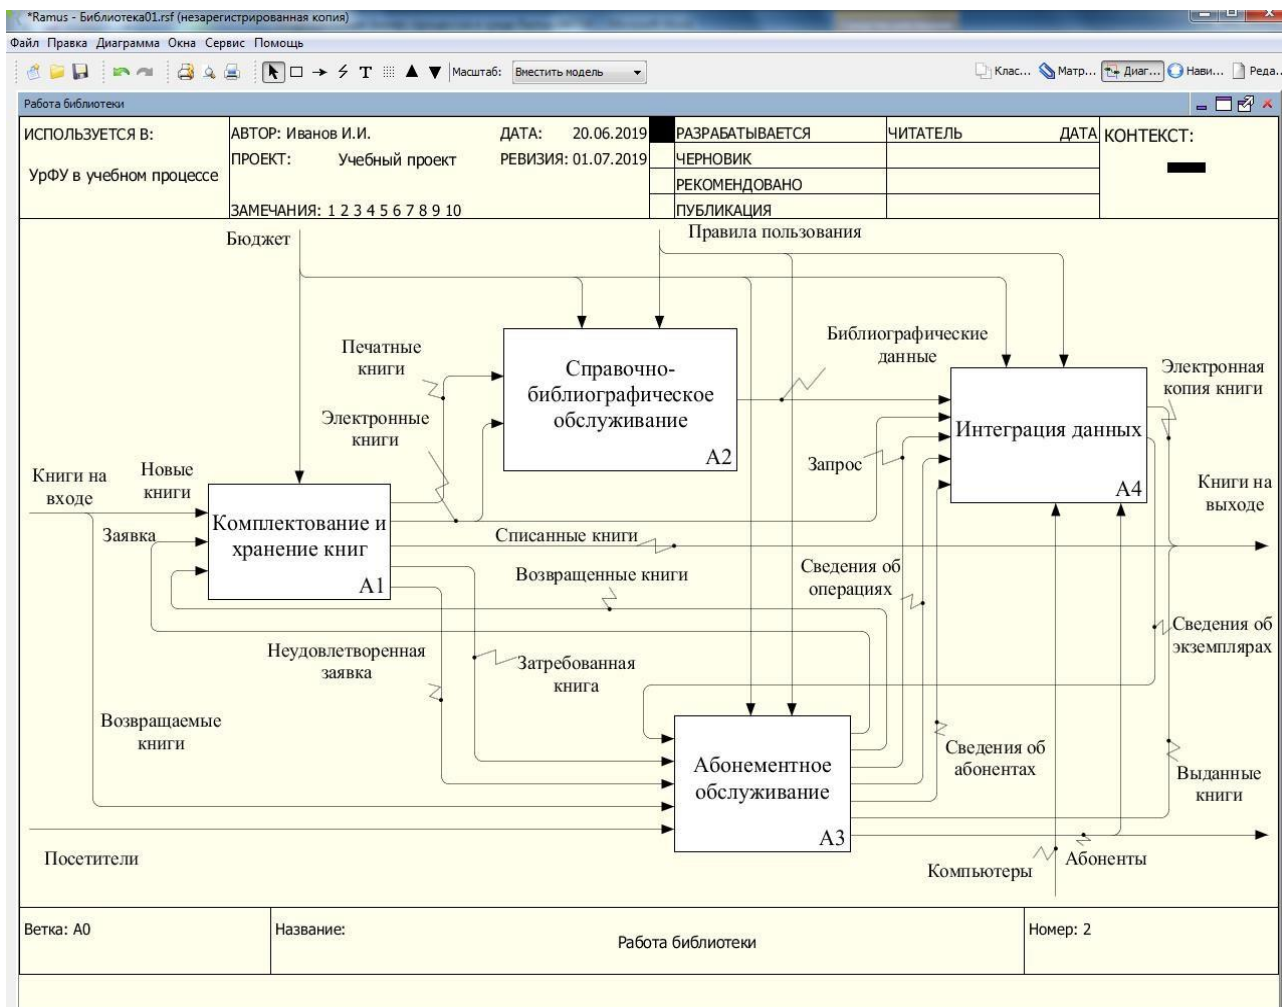 *Ramus - Библиотека01.rsf (незарегистрированная копия)
Файл Правка Диаграмма Окна Сервис Помощь
Масштаб: Вместить модель Клас... Матр... Диаг... Нави... Реда...
Работа библиотеки
ИСПОЛЬЗУЕТСЯ В:
УрФУ в учебном процессе
АВТОР: Иванов И.И. ДАТА: 20.06.2019
ПРОЕКТ: Учебный проект РЕВИЗИЯ: 01.07.2019
ЗАМЕЧАНИЯ: 1 2 3 4 5 6 7 8 9 10
РАЗРАБАТЫВАЕТСЯ
ЧЕРНОВИК
РЕКОМЕНДОВАНО
ПУБЛИКАЦИЯ
ЧИТАТЕЛЬ ДАТА
КОНТЕКСТ:
Бюджет
Правила пользования
Печатные
книги
Электронные
книги
Справочно-
библиографическое
обслуживание
A2
Библиографические
данные
Электронная
копия книги
Интеграция данных
A4
Запрос
Книги на
входе
Новые
книги
Заявка
Комплектование и
хранение книг
A1
Списанные книги
Возвращенные книги
Сведения об
операциях
Книги на
выходе
Неудовлетворенная
заявка
Затребованная
книга
Сведения об
экземплярах
Возвращаемые
книги
Абонементное
обслуживание
A3
Сведения об
абонентах
Выданные
книги
Посетители
Компьютеры
Абоненты
Ветка: A0
Название:
Работа библиотеки
Номер: 2